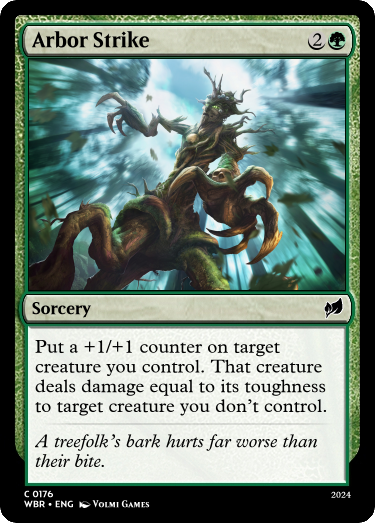 Arbor Strike 2
Sorcery
Put a +1/+1 counter on target
creature you control. That creature
deals damage equal to its toughness
to target creature you don't control.
A treefolk's bark hurts far worse than
their bite.
C 0176
WBR • ENG Volmi Games
2024